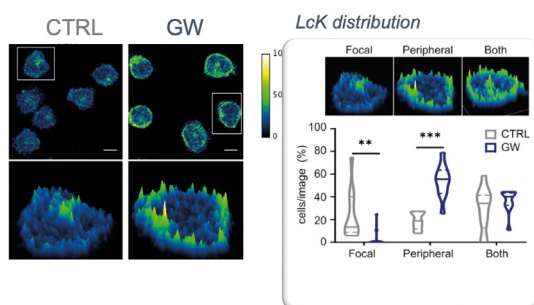 CTRL
GW
LcK distribution
10
50
0
Focal
Peripheral
Both
cells/image (%)
100
80
60
40
20
0
**
***
CTRL
GW
Focal
Peripheral
Both